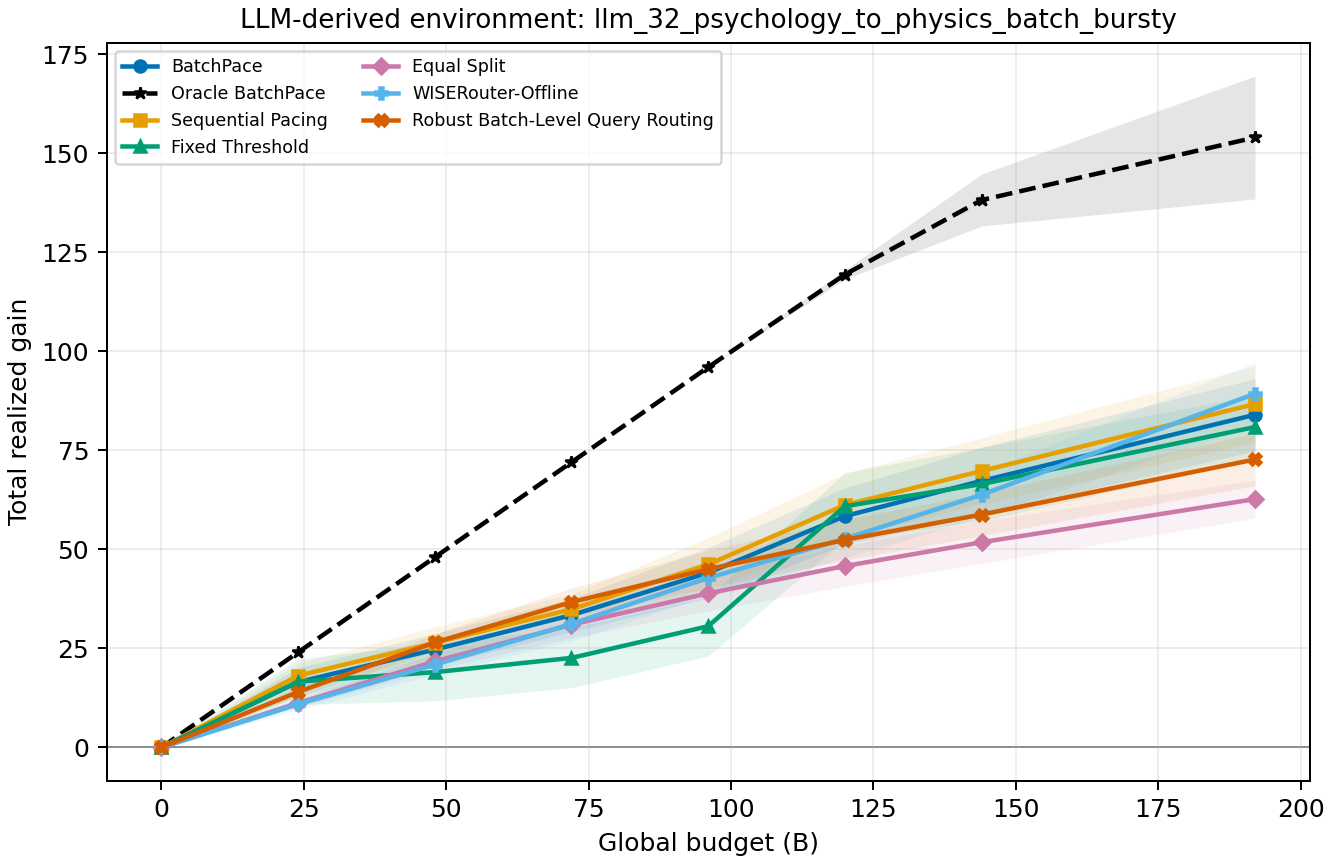 LLM-derived environment: llm_32_psychology_to_physics_batch_bursty
BatchPace
Oracle BatchPace
Sequential Pacing
Fixed Threshold
Equal Split
WISERouter-Offline
Robust Batch-Level Query Routing
Total realized gain
175
150
125
100
75
50
25
0
0 25 50 75 100 125 150 175 200
Global budget (B)